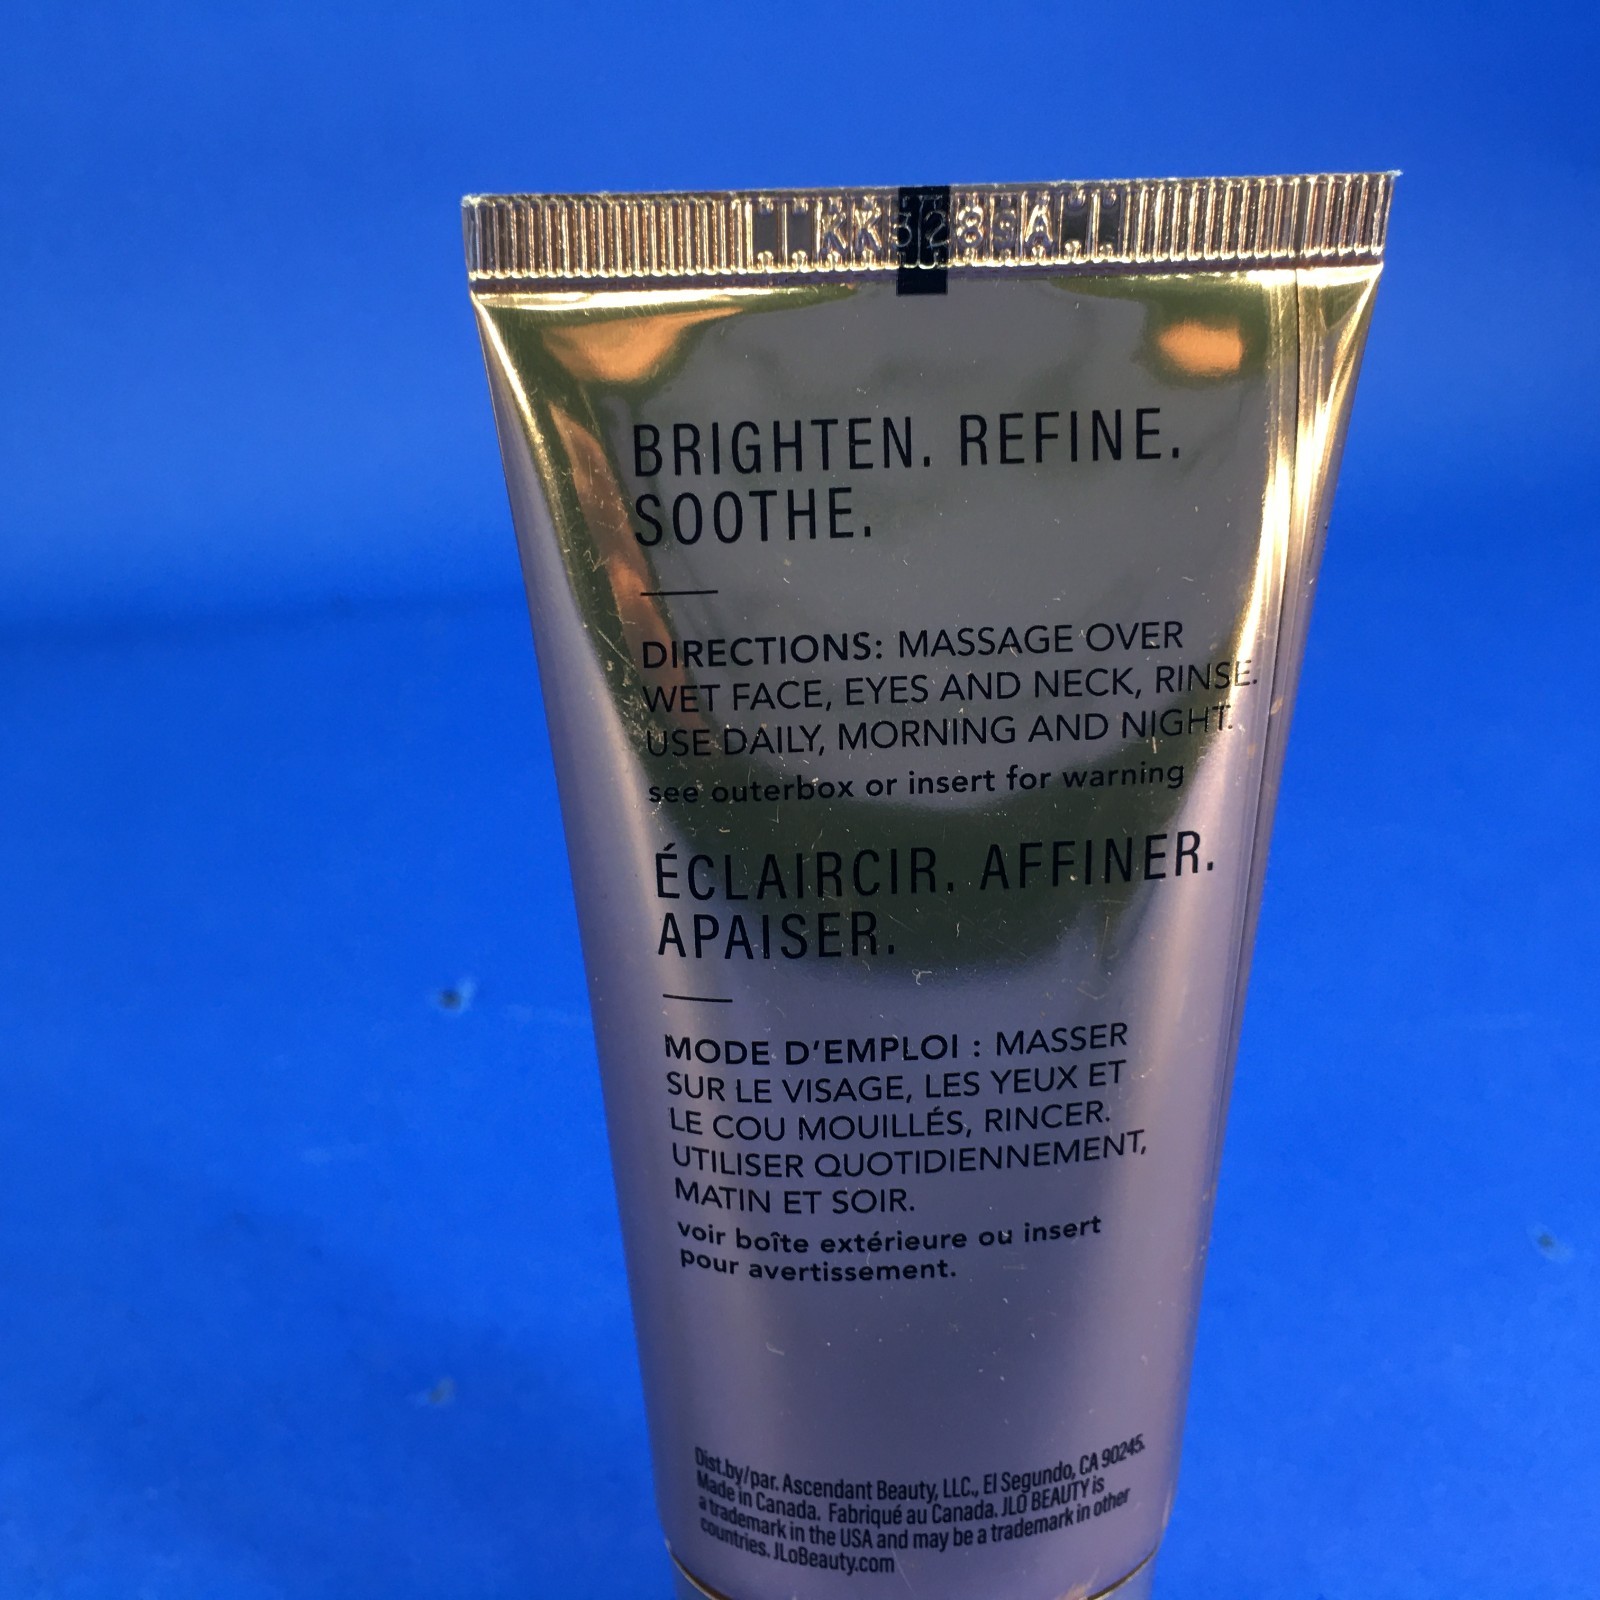 BRIGHTEN. REFINE.
SOOTHE.
DIRECTIONS: MASSAGE OVER
WET FACE, EYES AND NECK, RINSE.
USE DAILY, MORNING AND NIGHT.
see outerbox or insert for warning
ÉCLAIRCIR. AFFINER.
APAISER.
MODE D'EMPLOI : MASSER
SUR LE VISAGE, LES YEUX ET
LE COU MOUILLÉS, RINCER.
UTILISER QUOTIDIENNEMENT,
MATIN ET SOIR.
voir boîte extérieure ou insert
pour avertissement.
Dist.by/par. Ascendant Beauty, LLC., El Segundo, CA 90245.
Made in Canada. Fabriqué au Canada. JLO BEAUTY is
a trademark in the USA and may be a trademark in other
countries. JLoBeauty.com